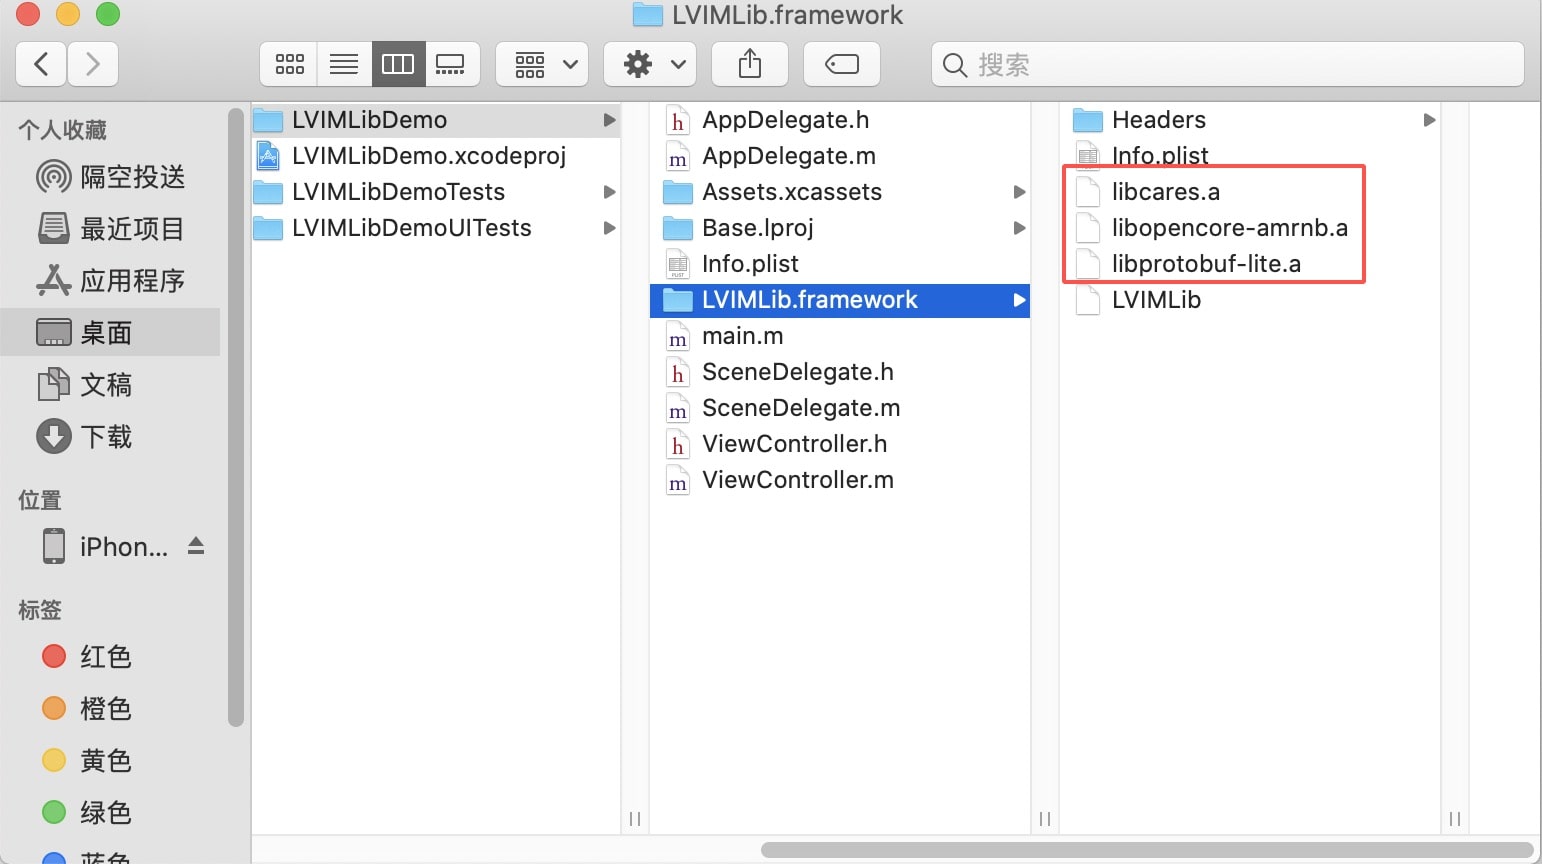 LVIMLib.framework
搜索
个人收藏
隔空投送
最近项目
应用程序
桌面
文稿
下载
位置
iPhon...
标签
红色
橙色
黄色
绿色
蓝色
LVIMLibDemo
LVIMLibDemo.xcodeproj
LVIMLibDemoTests
LVIMLibDemoUITests
h AppDelegate.h
m AppDelegate.m
Assets.xcassets
Base.lproj
Info.plist
LVIMLib.framework
m main.m
h SceneDelegate.h
m SceneDelegate.m
h ViewController.h
m ViewController.m
Headers
Info.plist
libcares.a
libopencore-amrnb.a
libprotobuf-lite.a
LVIMLib